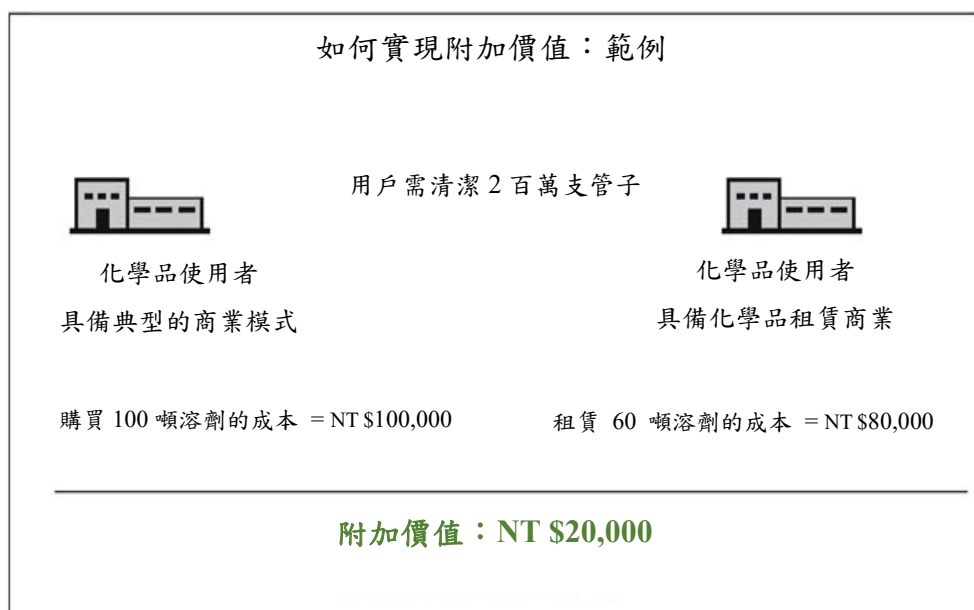 如何實現附加價值：範例
用戶需清潔 2 百萬支管子
化學品使用者
具備典型的商業模式
化學品使用者
具備化學品租賃商業
購買 100 噸溶劑的成本 = NT $100,000
租賃 60 噸溶劑的成本 = NT $80,000
附加價值：NT $20,000